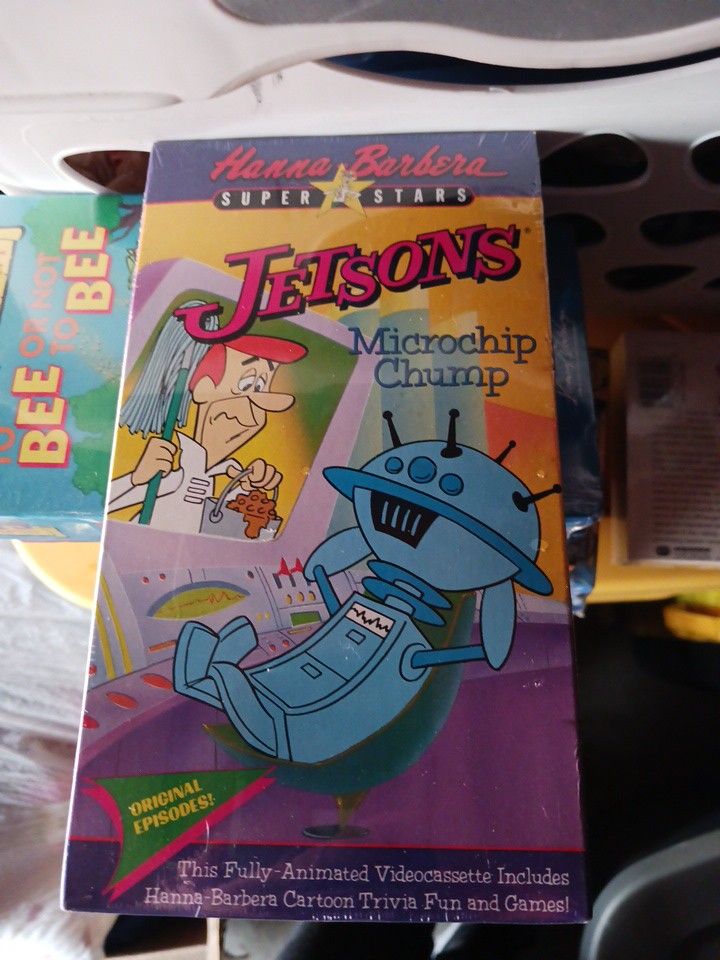 Hanna Barbera
SUPER STARS
JETSONS
Microchip
Chump
TO
BEE OR NOT
TO BEE
ORIGINAL
EPISODES!
This Fully-Animated Videocassette Includes
Hanna-Barbera Cartoon Trivia Fun and Games!